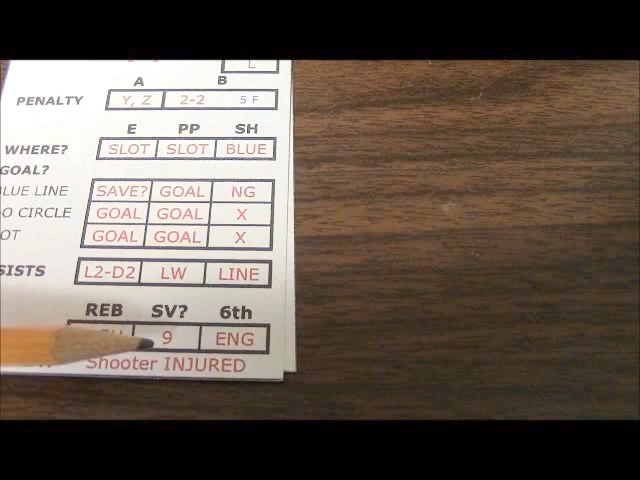 L
A B
PENALTY Y, Z 2-2 5 F
E PP SH
WHERE? SLOT SLOT BLUE
GOAL?
BLUE LINE SAVE? GOAL NG
O CIRCLE GOAL GOAL X
OT GOAL GOAL X
SISTS L2-D2 LW LINE
REB SV? 6th
9 ENG
Shooter INJURED